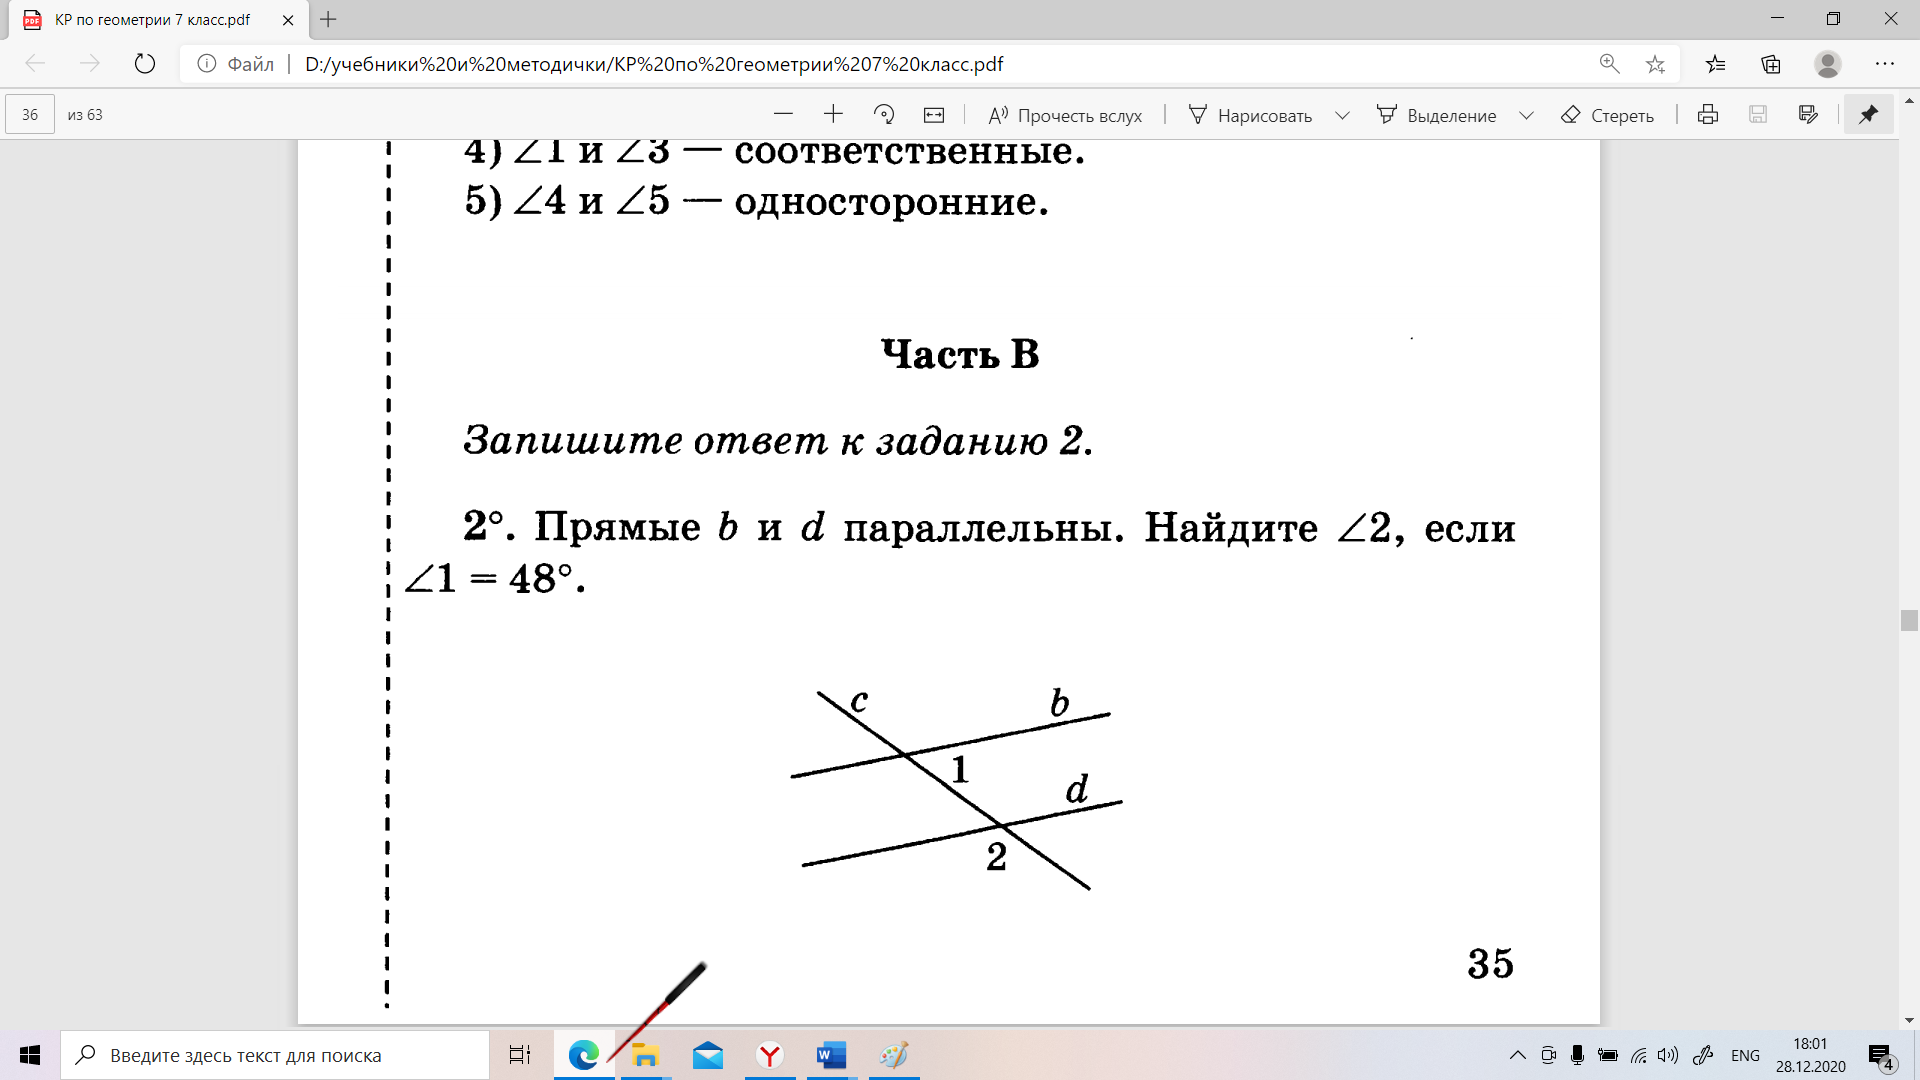 КР по геометрии 7 класс.pdf
Файл | D:/учебники%20и%20методички/КР%20по%20геометрии%207%20класс.pdf
36 из 63
Прочесть вслух
Нарисовать
Выделение
Стереть
4) ∠1 и ∠3 — соответственные.
5) ∠4 и ∠5 — односторонние.
Часть В
Запишите ответ к заданию 2.
2°. Прямые b и d параллельны. Найдите ∠2, если
∠1 = 48°.
c
b
1
d
2
35
Введите здесь текст для поиска
ENG
18:01
28.12.2020
4